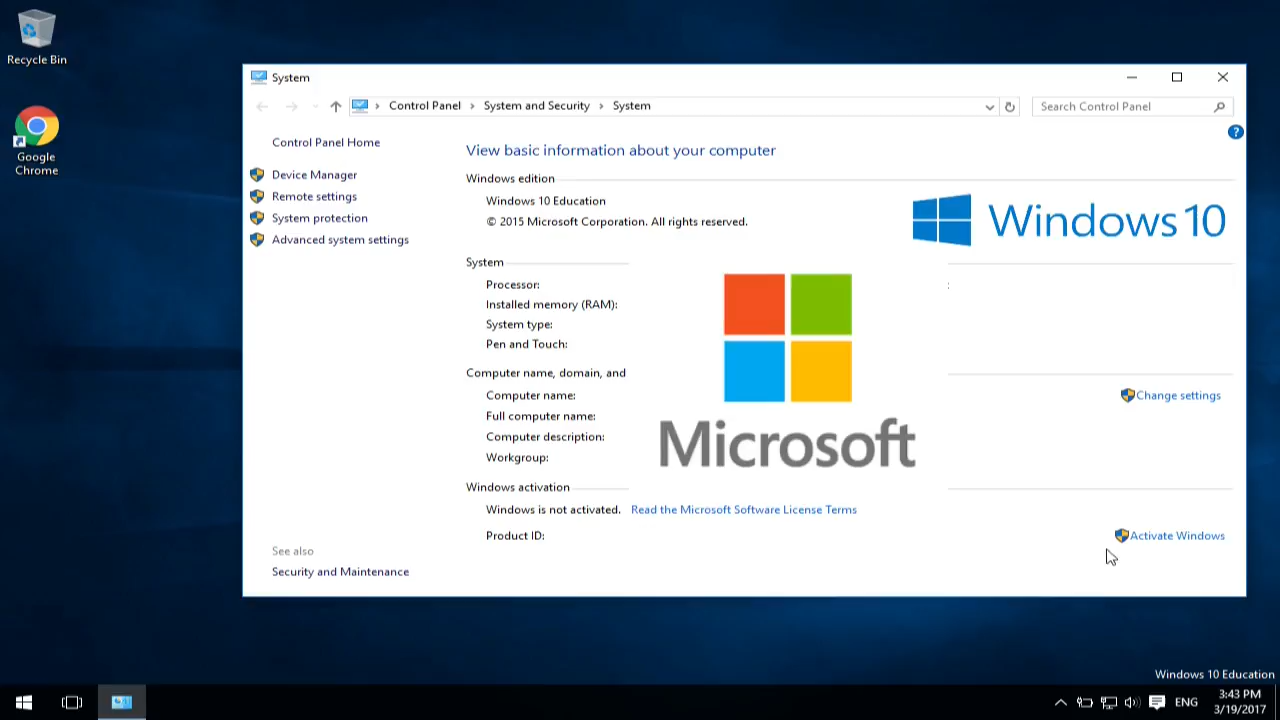 Recycle Bin
Google
Chrome
System
Control Panel > System and Security > System
Search Control Panel
?
Control Panel Home
Device Manager
Remote settings
System protection
Advanced system settings
See also
Security and Maintenance
View basic information about your computer
Windows edition
Windows 10 Education
© 2015 Microsoft Corporation. All rights reserved.
Windows 10
System
Processor:
Installed memory (RAM):
System type:
Pen and Touch:
Computer name, domain, and
Computer name:
Full computer name:
Computer description:
Workgroup:
Change settings
Microsoft
Windows activation
Windows is not activated. Read the Microsoft Software License Terms
Product ID:
Activate Windows
Windows 10 Education
ENG
3:43 PM
3/19/2017